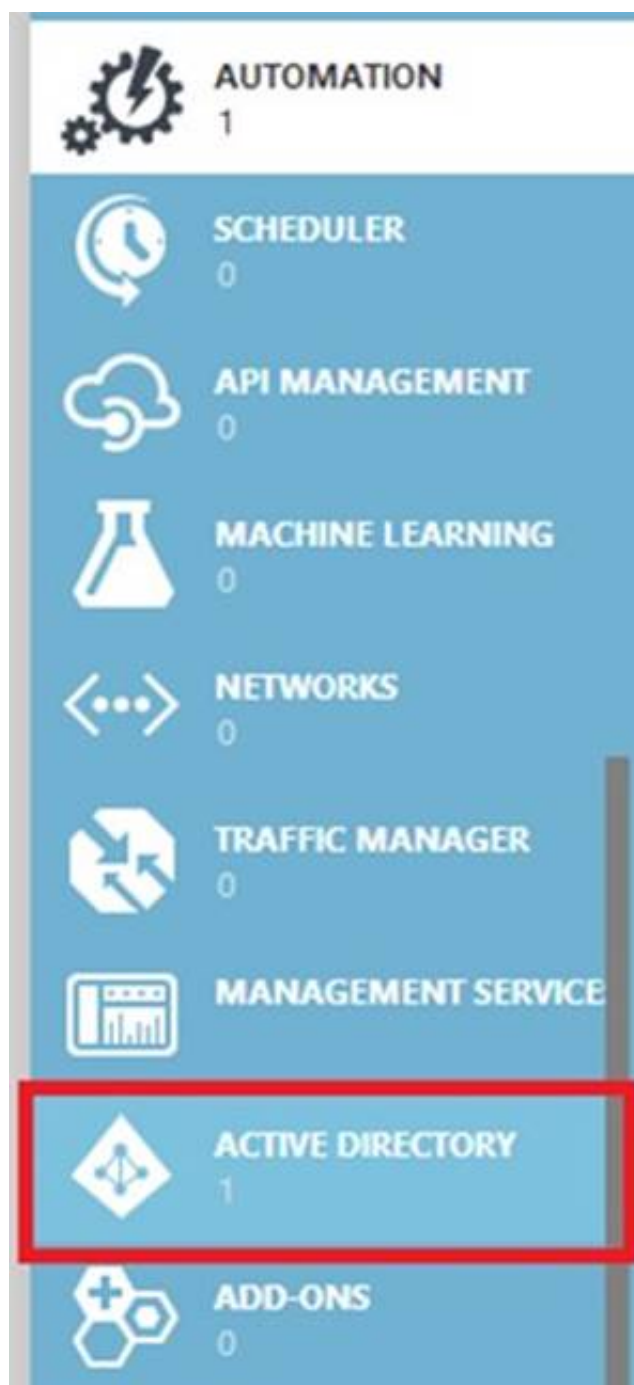 AUTOMATION
1
SCHEDULER
0
API MANAGEMENT
0
MACHINE LEARNING
0
NETWORKS
0
TRAFFIC MANAGER
0
MANAGEMENT SERVICE
ACTIVE DIRECTORY
1
ADD-ONS
0